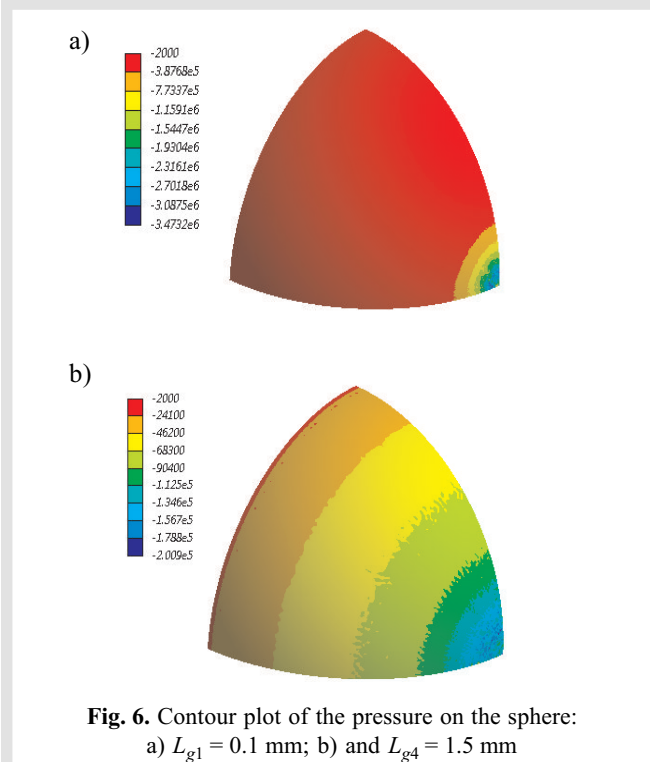 a)
-2000
-3.8768e5
-7.7337e5
-1.1591e6
-1.5447e6
-1.9304e6
-2.3161e6
-2.7018e6
-3.0875e6
-3.4732e6
b)
-2000
-24100
-46200
-68300
-90400
-1.125e5
-1.346e5
-1.567e5
-1.788e5
-2.009e5
Fig. 6. Contour plot of the pressure on the sphere:
a) Lg1 = 0.1 mm; b) and Lg4 = 1.5 mm